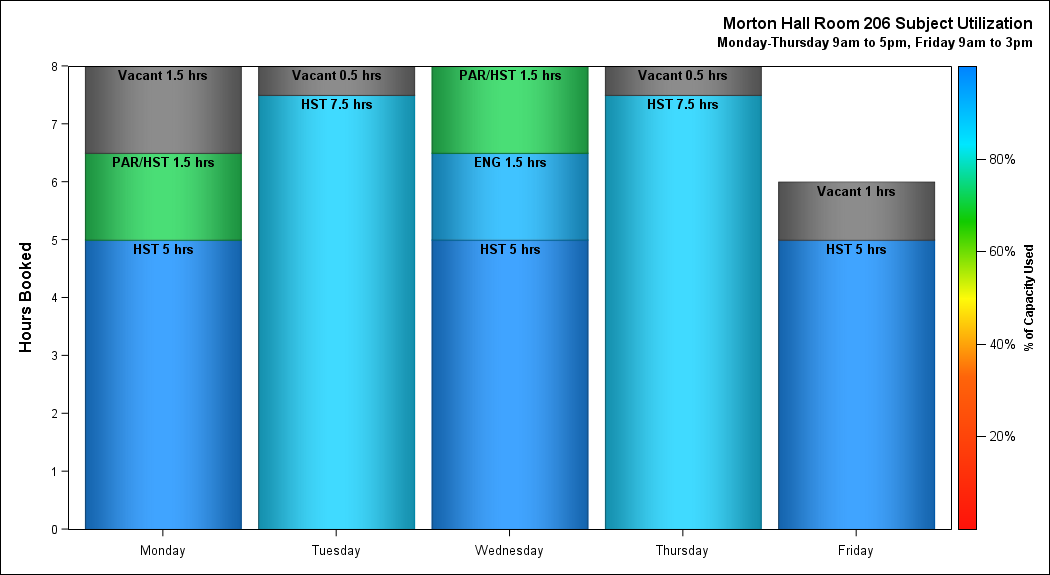 Morton Hall Room 206 Subject Utilization
Monday-Thursday 9am to 5pm, Friday 9am to 3pm
Hours Booked
8
7
6
5
4
3
2
1
0
Vacant 1.5 hrs
PAR/HST 1.5 hrs
HST 5 hrs
Vacant 0.5 hrs
HST 7.5 hrs
PAR/HST 1.5 hrs
ENG 1.5 hrs
HST 5 hrs
Vacant 0.5 hrs
HST 7.5 hrs
Vacant 1 hrs
HST 5 hrs
Monday
Tuesday
Wednesday
Thursday
Friday
80%
60%
40%
20%
% of Capacity Used